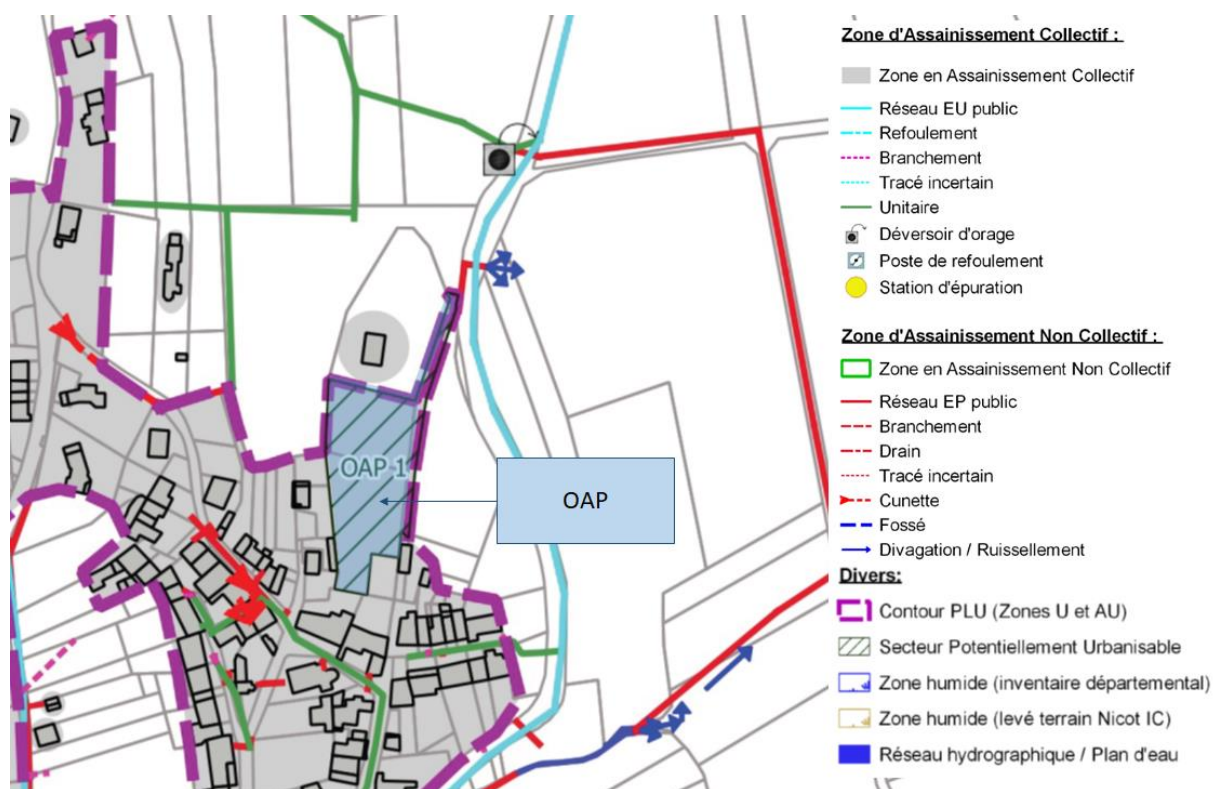 OAP 1
OAP
Zone d'Assainissement Collectif :
Zone en Assainissement Collectif
Réseau EU public
Refoulement
Branchement
Tracé incertain
Unitaire
Déversoir d'orage
Poste de refoulement
Station d'épuration
Zone d'Assainissement Non Collectif :
Zone en Assainissement Non Collectif
Réseau EP public
Branchement
Drain
Tracé incertain
Cunette
Fossé
Divagation / Ruissellement
Divers:
Contour PLU (Zones U et AU)
Secteur Potentiellement Urbanisable
Zone humide (inventaire départemental)
Zone humide (levé terrain Nicot IC)
Réseau hydrographique / Plan d'eau